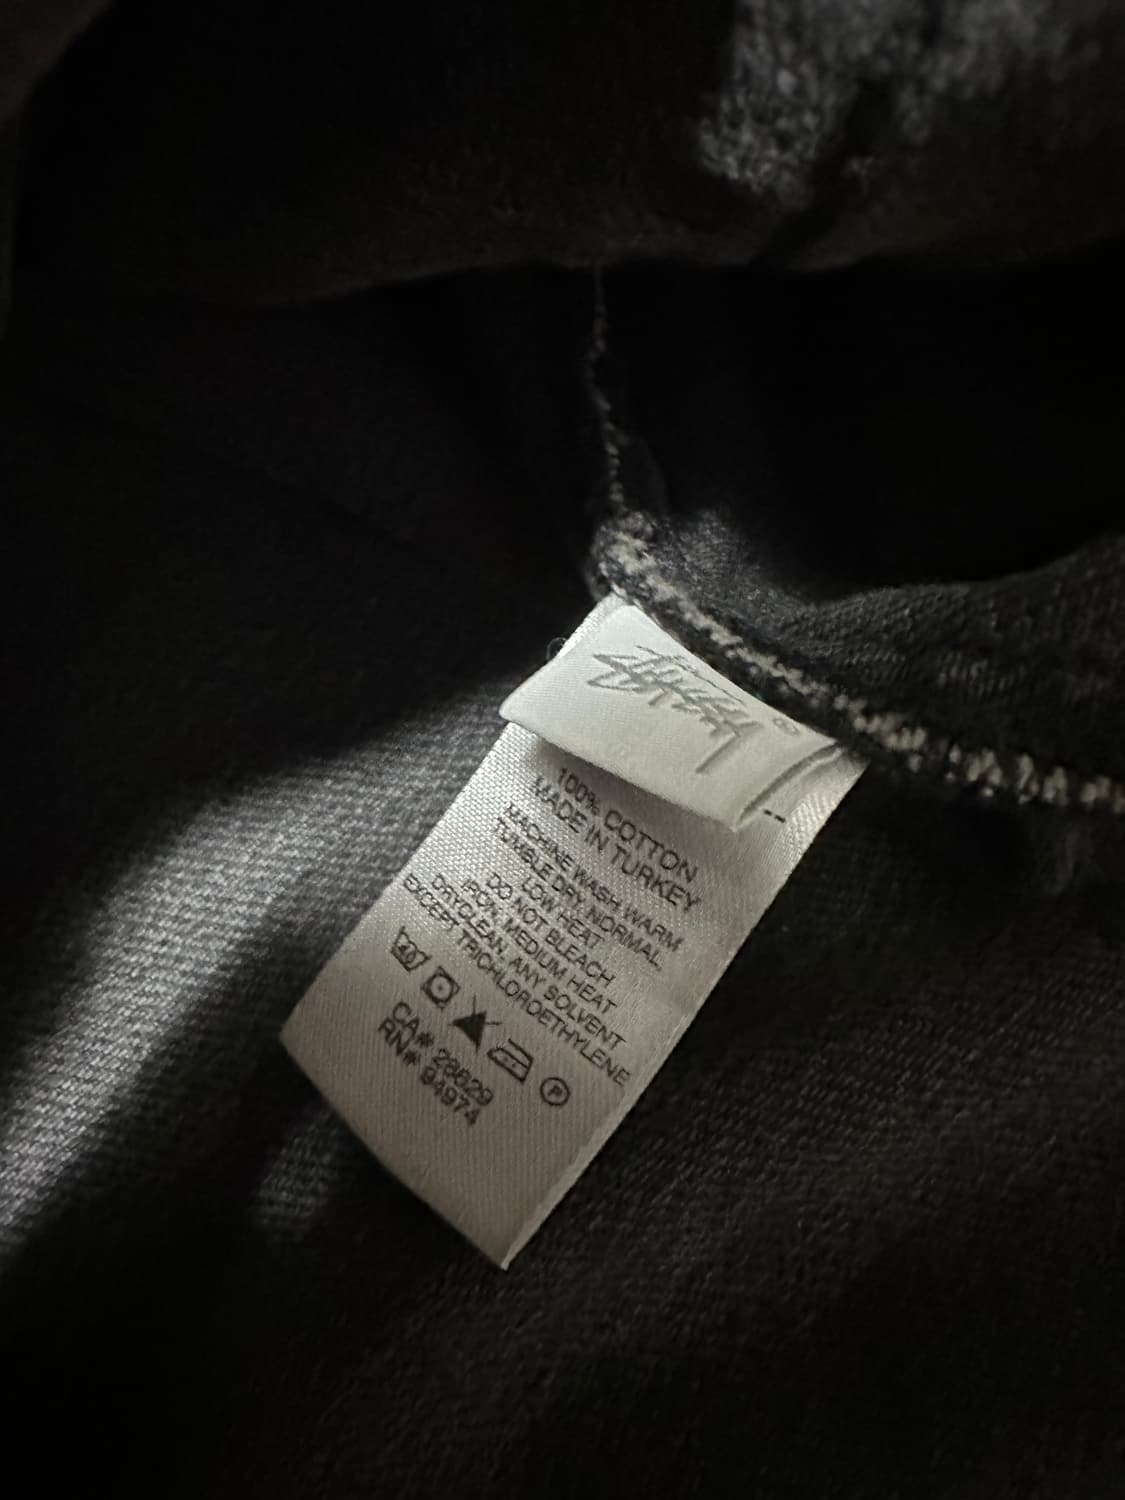 Stüssy
®
100% COTTON
MADE IN TURKEY
MACHINE WASH WARM
TUMBLE DRY, NORMAL,
LOW HEAT
DO NOT BLEACH
IRON, MEDIUM HEAT
DRYCLEAN, ANY SOLVENT
EXCEPT TRICHLOROETHYLENE
P
CA# 28629
RN# 94974